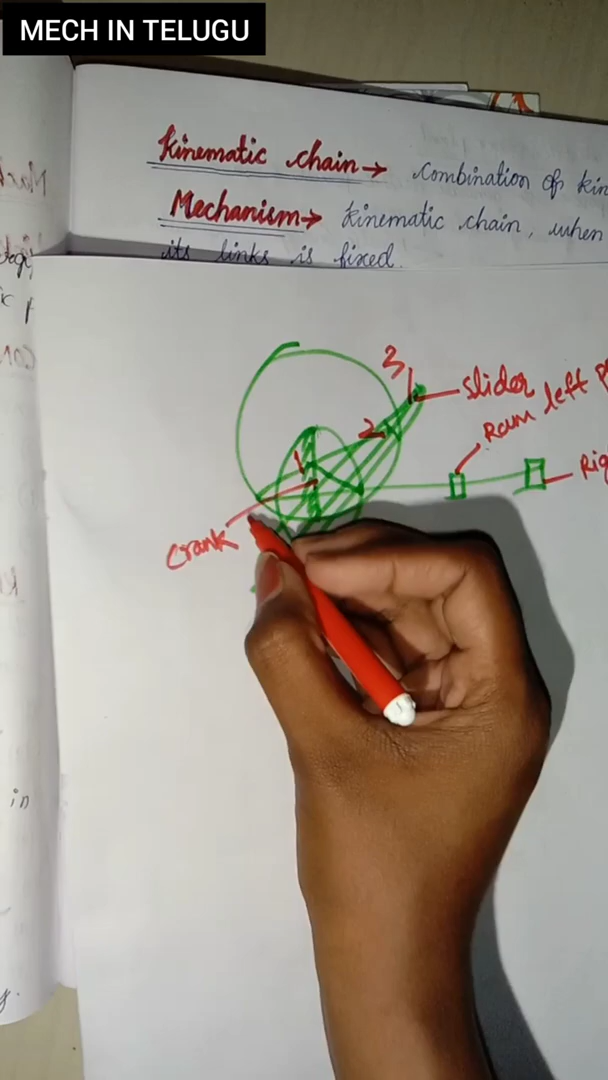 MECH IN TELUGU
Kinematic chain → Combination of kin
Mechanism → Kinematic chain, when
its links is fixed.
3
slider
2
Ram left
1
Rig
Crank
in